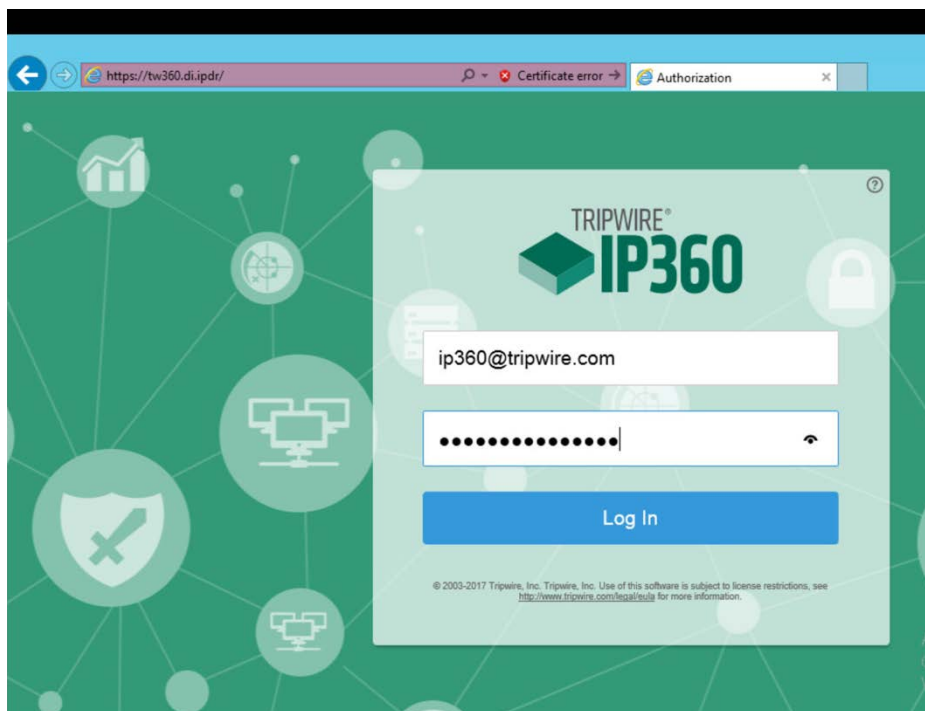 https://tw360.di.ipdr/
Certificate error
Authorization
TRIPWIRE®
IP360
ip360@tripwire.com
●●●●●●●●●●●●●●●
Log In
© 2003-2017 Tripwire, Inc. Tripwire, Inc. Use of this software is subject to license restrictions, see
http://www.tripwire.com/legal/eula for more information.